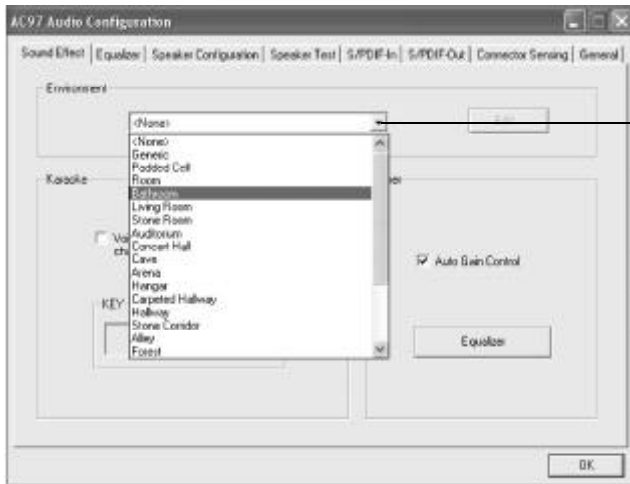 AC97 Audio Configuration
Sound Effect Equalizer Speaker Configuration Speaker Test S/PDIF-In S/PDIF-Out Connector Sensing General
Environment
<None>
Edit
<None>
Generic
Padded Cell
Room
Bathroom
Living Room
Stone Room
Auditorium
Concert Hall
Cave
Arena
Hangar
Carpeted Hallway
Hallway
Stone Corridor
Alley
Forest
Karaoke
KEY
Auto Gain Control
Equalizer
OK